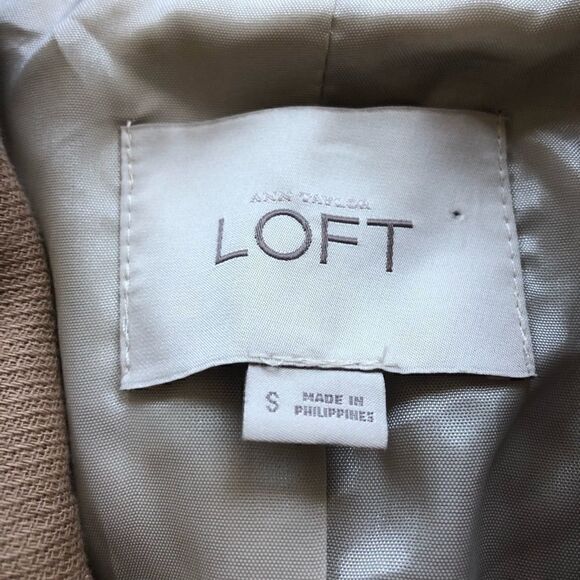 ANN TAYLOR
LOFT
S
MADE IN
PHILIPPINES